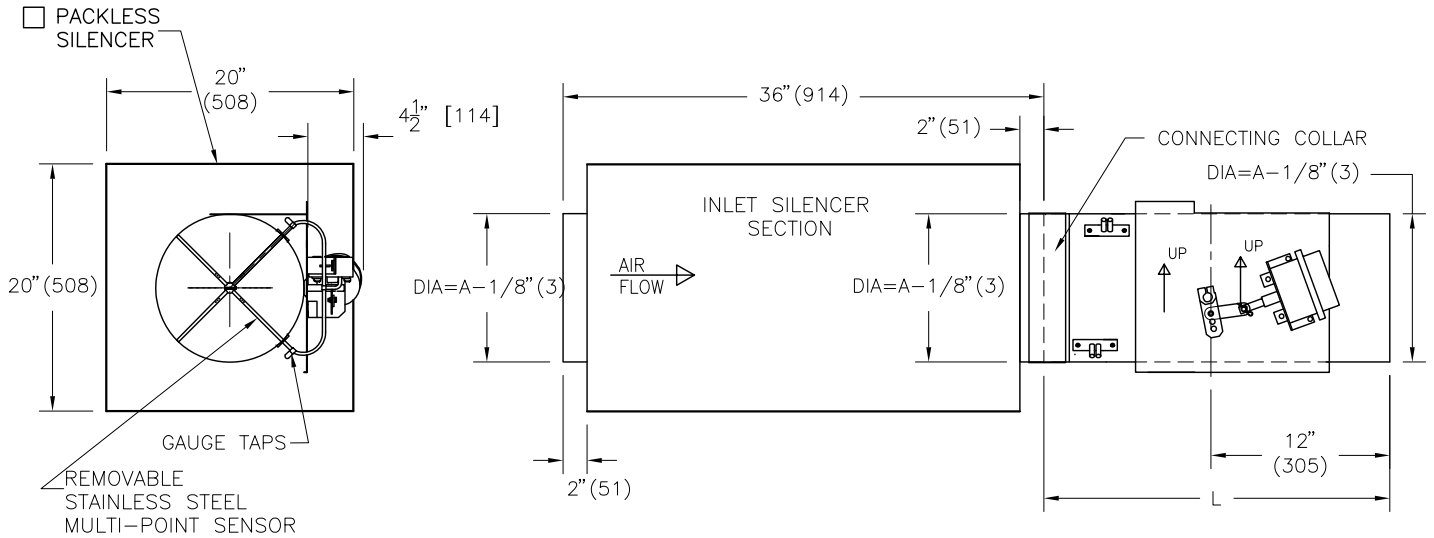 PACKLESS
SILENCER
20"
(508)
4 1/2" [114]
20"(508)
GAUGE TAPS
REMOVABLE
STAINLESS STEEL
MULTI-POINT SENSOR
36"(914)
2"(51)
CONNECTING COLLAR
DIA=A-1/8"(3)
INLET SILENCER
SECTION
AIR
FLOW
DIA=A-1/8"(3)
DIA=A-1/8"(3)
UP
UP
2"(51)
12"
(305)
L